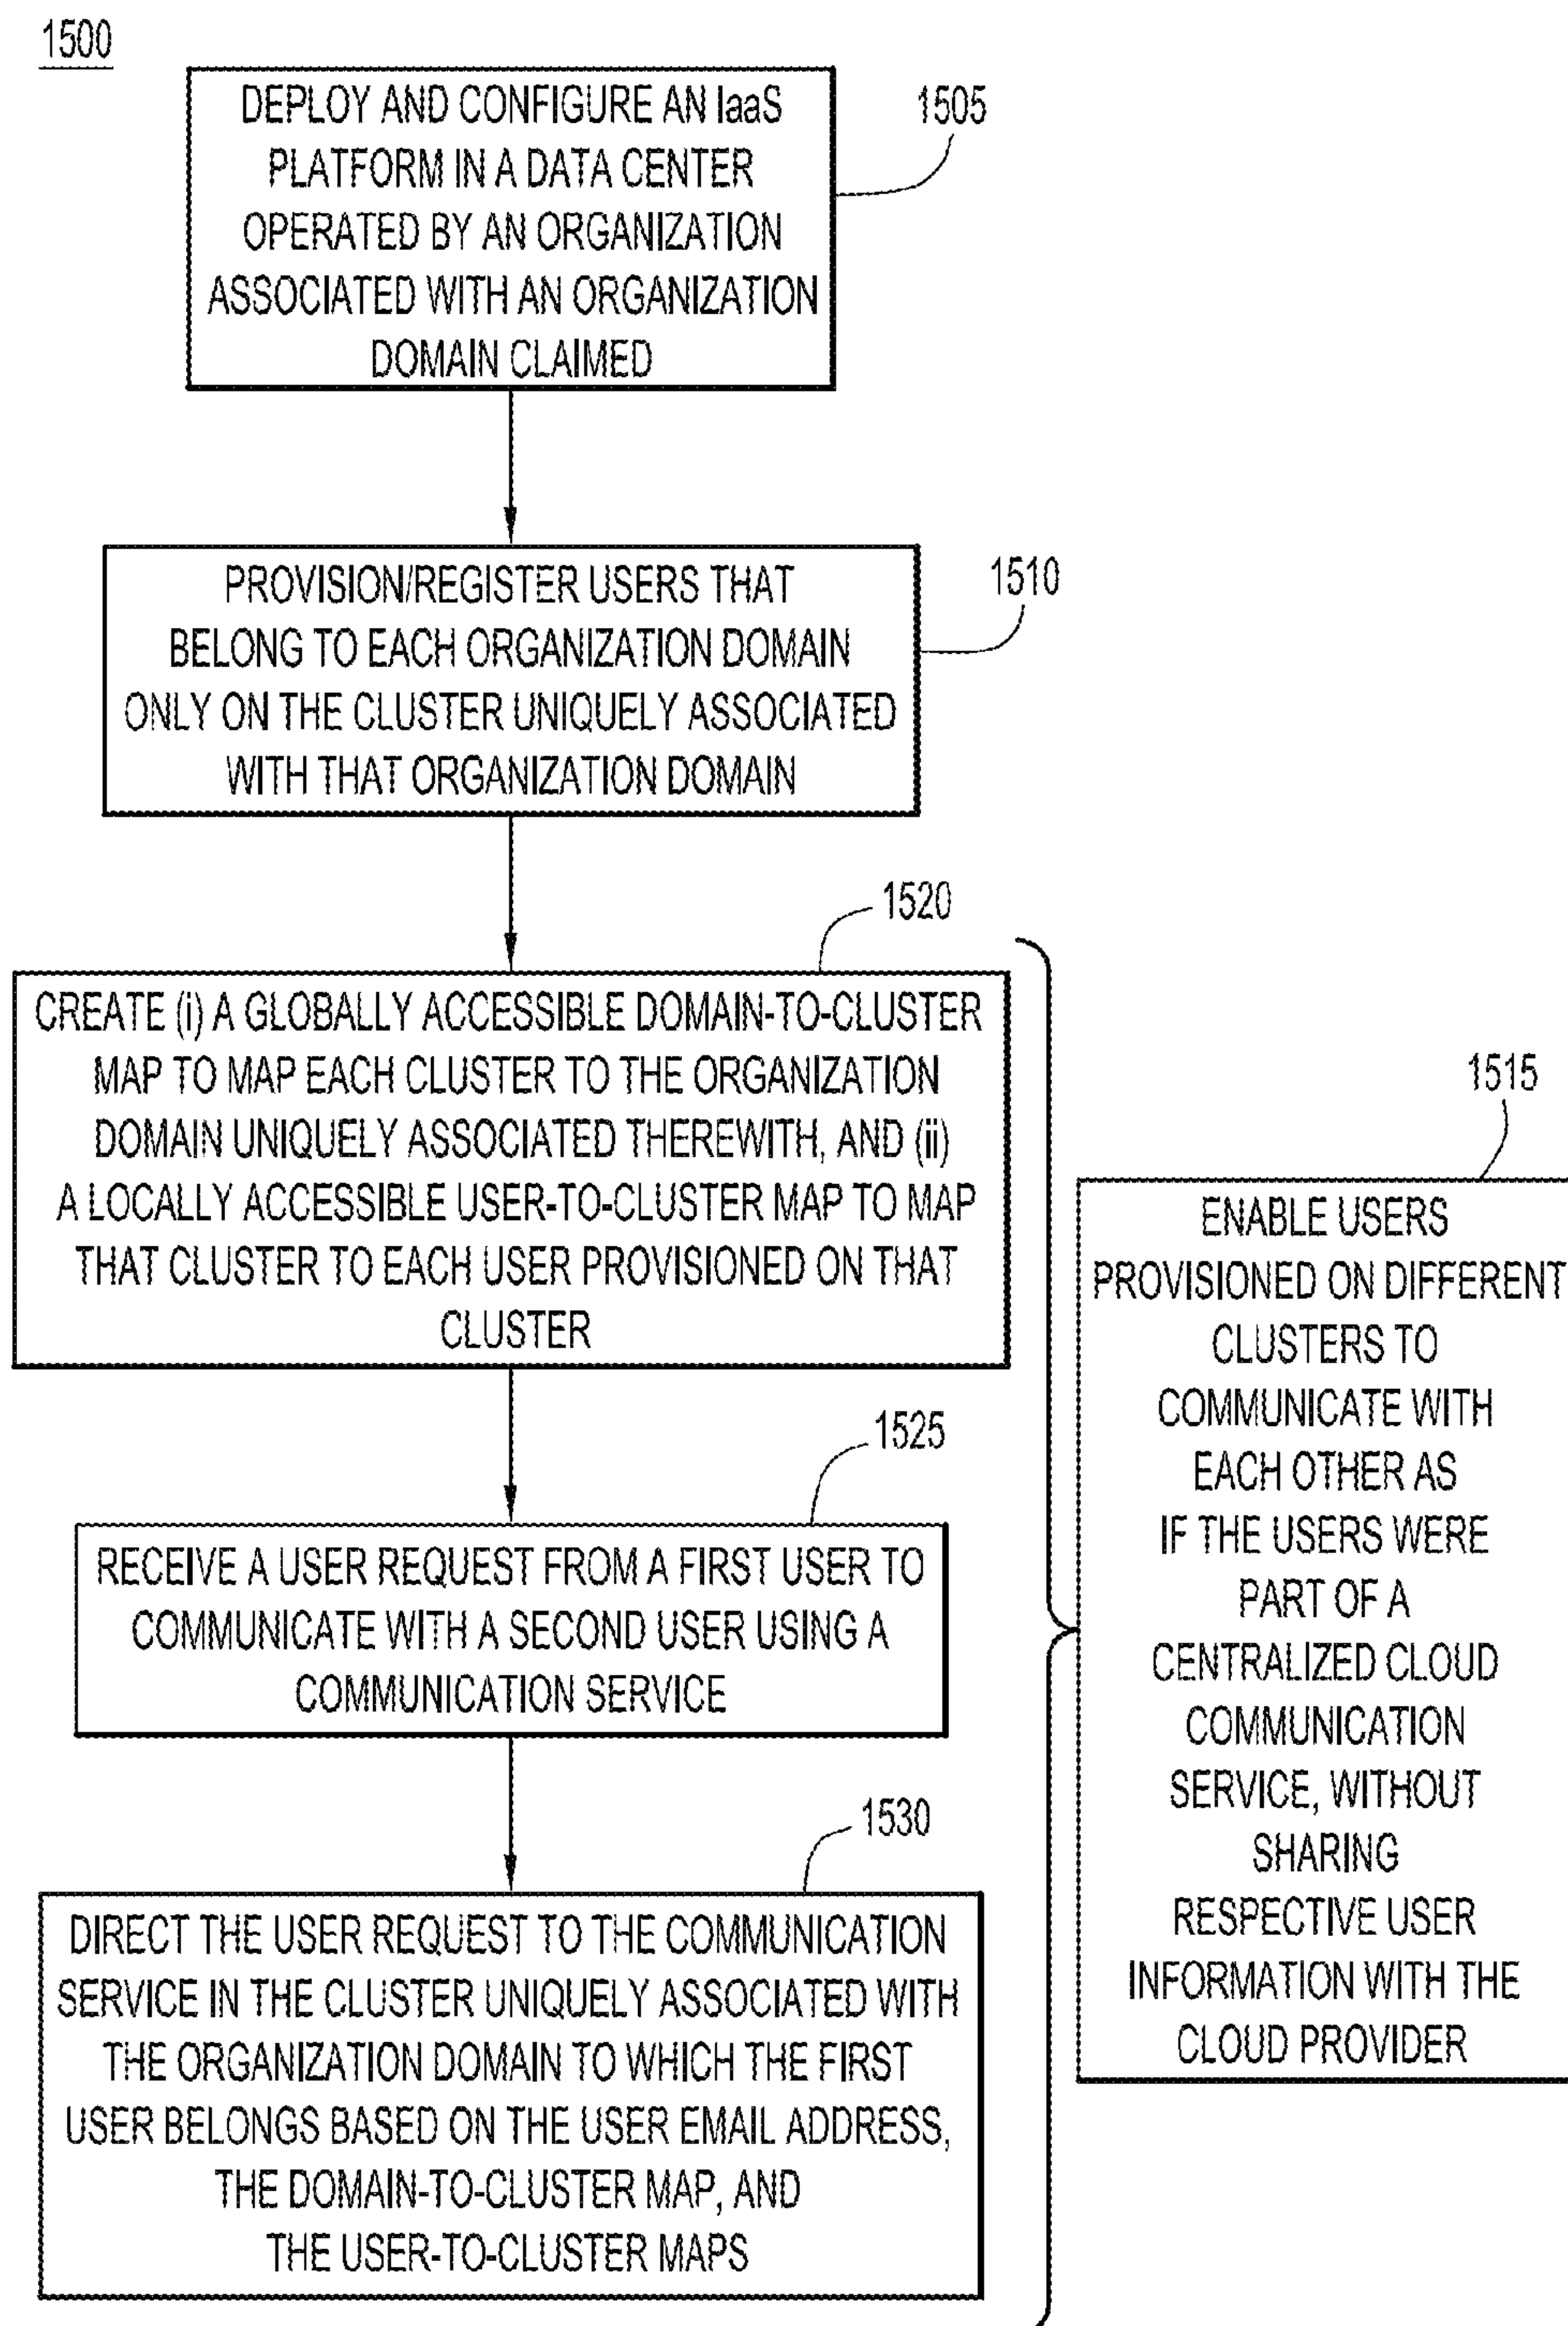 1500
DEPLOY AND CONFIGURE AN IaaS
PLATFORM IN A DATA CENTER
OPERATED BY AN ORGANIZATION
ASSOCIATED WITH AN ORGANIZATION
DOMAIN CLAIMED
1505
PROVISION/REGISTER USERS THAT
BELONG TO EACH ORGANIZATION DOMAIN
ONLY ON THE CLUSTER UNIQUELY ASSOCIATED
WITH THAT ORGANIZATION DOMAIN
1510
1520
CREATE (i) A GLOBALLY ACCESSIBLE DOMAIN-TO-CLUSTER
MAP TO MAP EACH CLUSTER TO THE ORGANIZATION
DOMAIN UNIQUELY ASSOCIATED THEREWITH, AND (ii)
A LOCALLY ACCESSIBLE USER-TO-CLUSTER MAP TO MAP
THAT CLUSTER TO EACH USER PROVISIONED ON THAT
CLUSTER
1525
RECEIVE A USER REQUEST FROM A FIRST USER TO
COMMUNICATE WITH A SECOND USER USING A
COMMUNICATION SERVICE
1530
DIRECT THE USER REQUEST TO THE COMMUNICATION
SERVICE IN THE CLUSTER UNIQUELY ASSOCIATED WITH
THE ORGANIZATION DOMAIN TO WHICH THE FIRST
USER BELONGS BASED ON THE USER EMAIL ADDRESS,
THE DOMAIN-TO-CLUSTER MAP, AND
THE USER-TO-CLUSTER MAPS
1515
ENABLE USERS
PROVISIONED ON DIFFERENT
CLUSTERS TO
COMMUNICATE WITH
EACH OTHER AS
IF THE USERS WERE
PART OF A
CENTRALIZED CLOUD
COMMUNICATION
SERVICE, WITHOUT
SHARING
RESPECTIVE USER
INFORMATION WITH THE
CLOUD PROVIDER